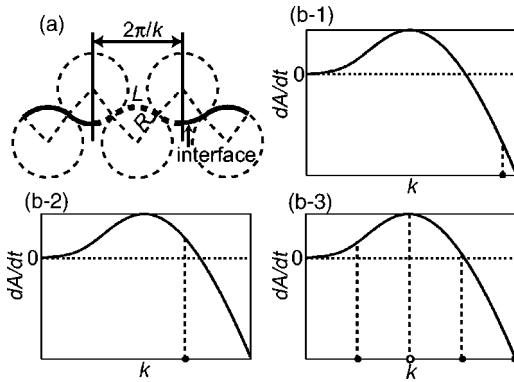 (a)
2π/k
L
R
interface
(b-1)
0
dA/dt
k
(b-2)
0
dA/dt
k
(b-3)
0
dA/dt
k